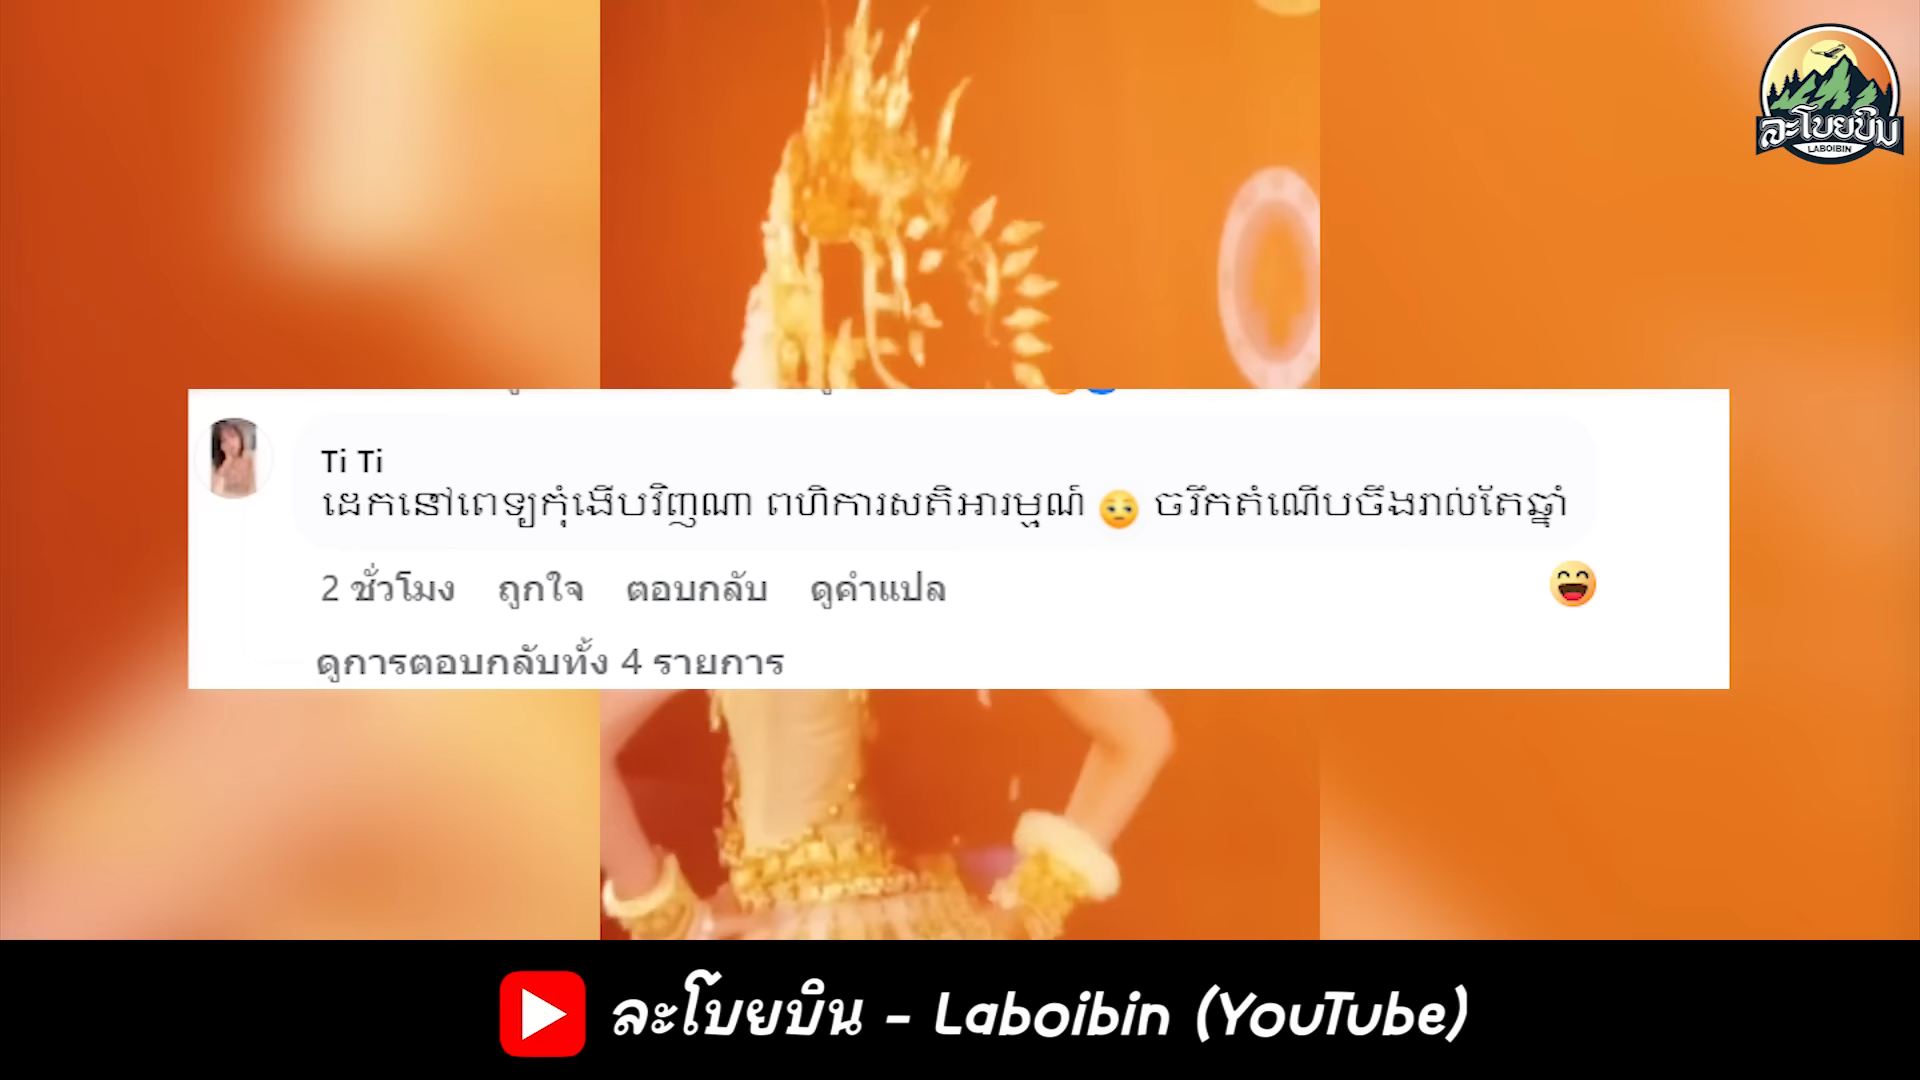 ละโบยบิน
LABOIBIN
Ti Ti
ដេកនៅពេទ្យកុំងើបវិញណា ពហិការសតិអារម្មណ៍ 😒 ចរឹកតំណើបចឹងរាល់តែឆ្នាំ
2 ชั่วโมง ถูกใจ ตอบกลับ ดูคำแปล
ดูการตอบกลับทั้ง 4 รายการ
ละโบยบิน - Laboibin (YouTube)